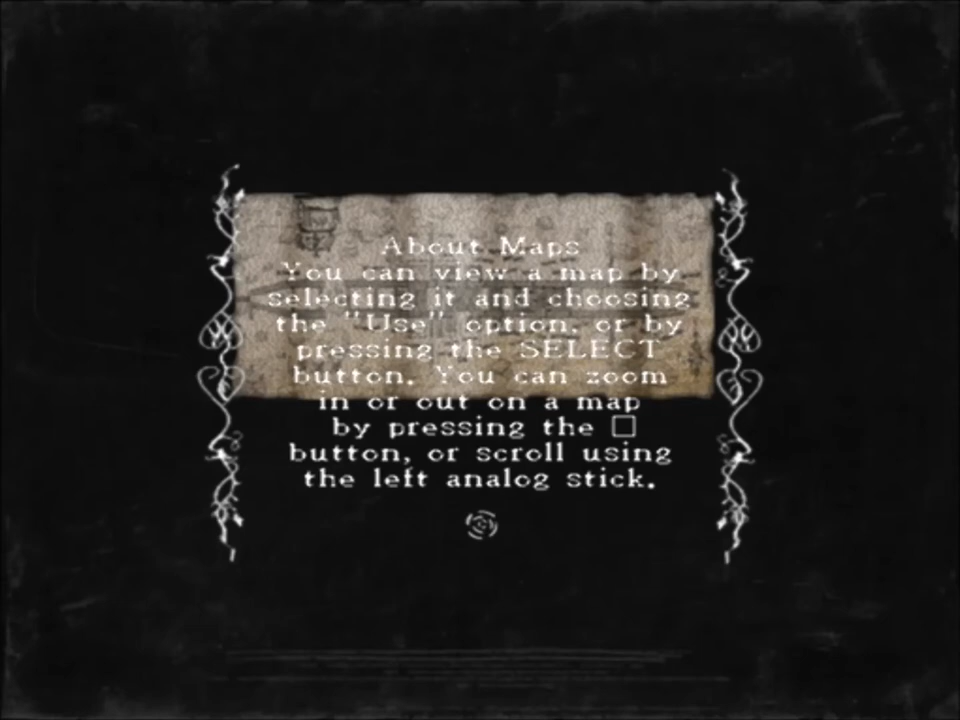 About Maps
You can view a map by
selecting it and choosing
the "Use" option, or by
pressing the SELECT
button. You can zoom
in or out on a map
by pressing the □
button, or scroll using
the left analog stick.